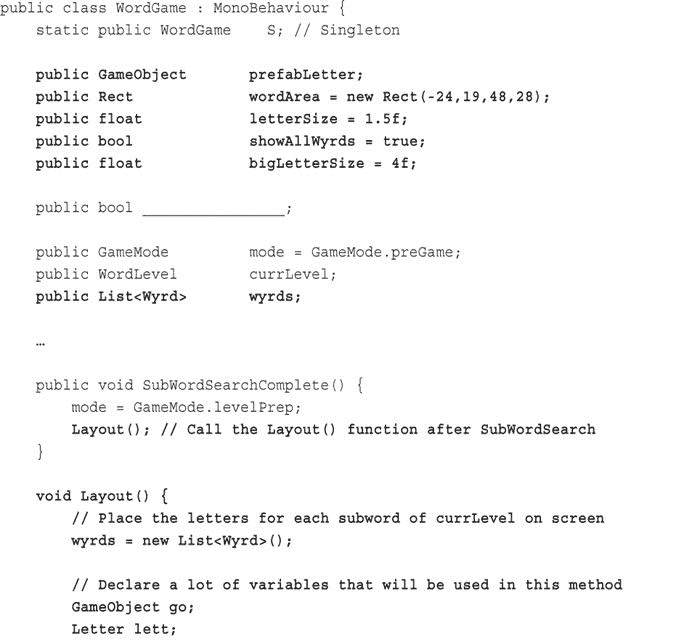 public class WordGame : MonoBehaviour {
static public WordGame S; // Singleton
public GameObject prefabLetter;
public Rect wordArea = new Rect(-24,19,48,28);
public float letterSize = 1.5f;
public bool showAllWyrds = true;
public float bigLetterSize = 4f;
public bool ________________;
public GameMode mode = GameMode.preGame;
public WordLevel currLevel;
public List<Wyrd> wyrds;
…
public void SubWordSearchComplete() {
mode = GameMode.levelPrep;
Layout(); // Call the Layout() function after SubWordSearch
}
void Layout() {
// Place the letters for each subword of currLevel on screen
wyrds = new List<Wyrd>();
// Declare a lot of variables that will be used in this method
GameObject go;
Letter lett;